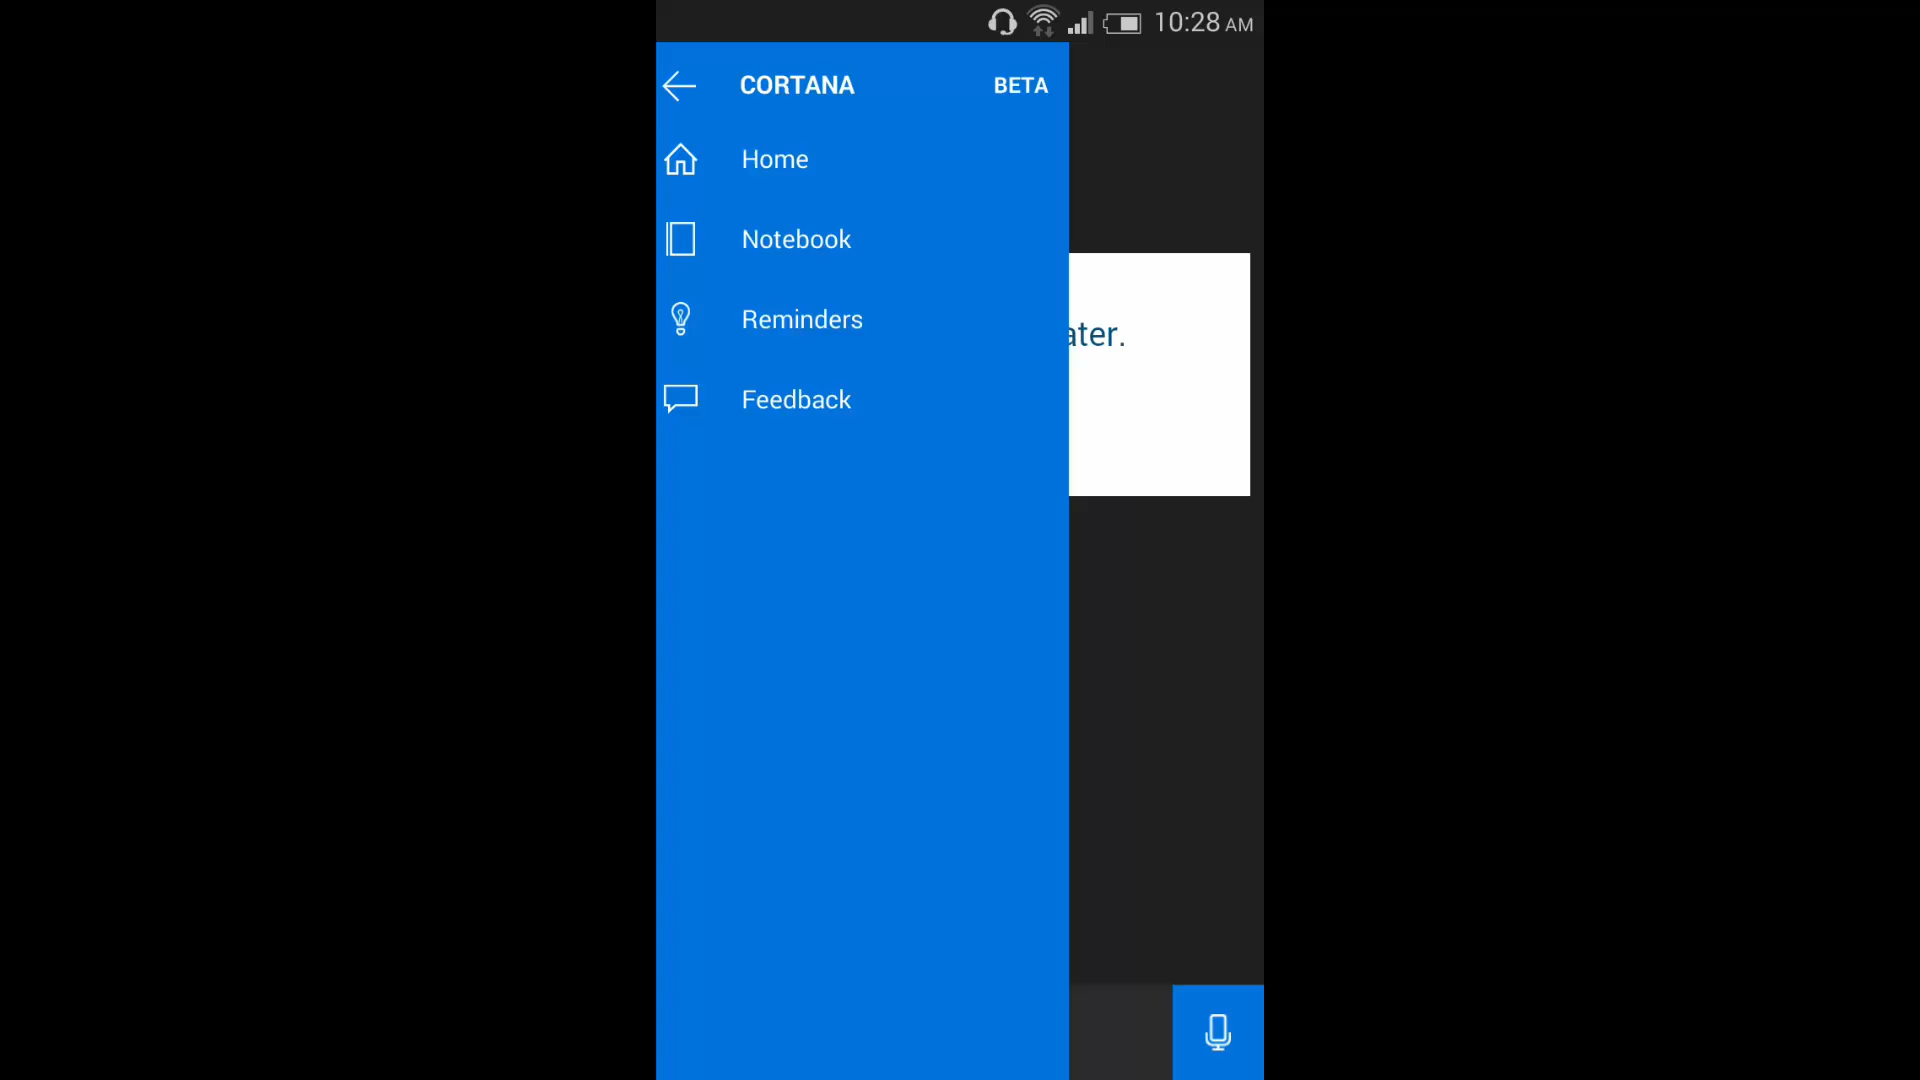 10:28 AM
CORTANA BETA
Home
Notebook
Reminders
ater.
Feedback